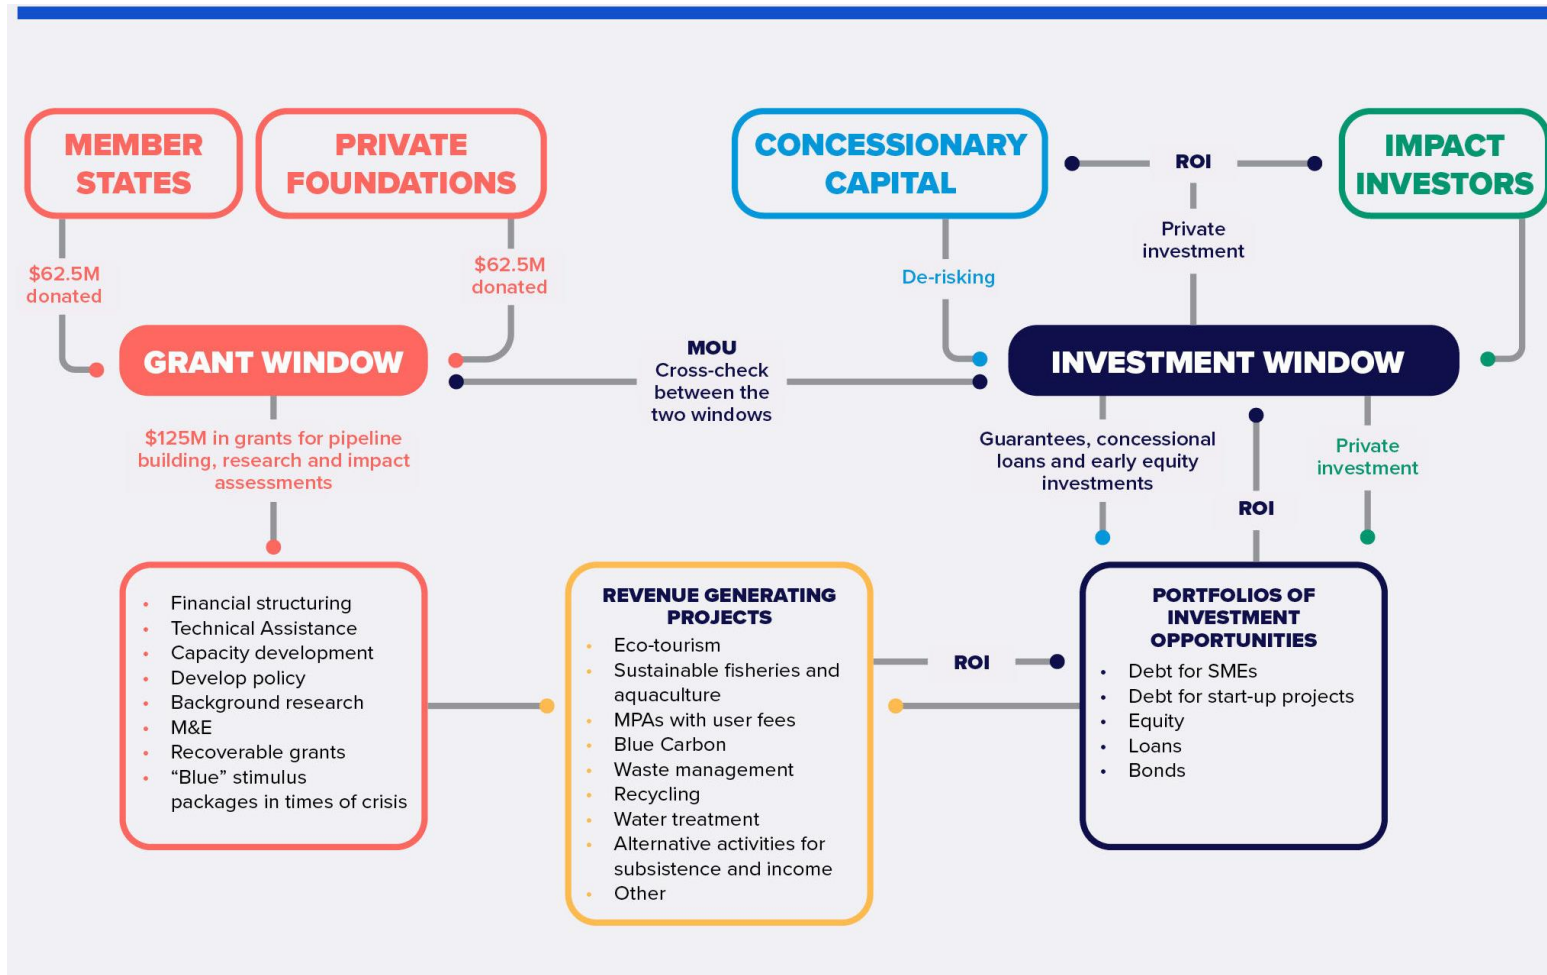 MEMBER
STATES
PRIVATE
FOUNDATIONS
CONCESSIONARY
CAPITAL
ROI
IMPACT
INVESTORS
$62.5M
donated
$62.5M
donated
De-risking
Private
investment
GRANT WINDOW
MOU
Cross-check
between the
two windows
INVESTMENT WINDOW
$125M in grants for pipeline
building, research and impact
assessments
Guarantees, concessional
loans and early equity
investments
ROI
Private
investment
• Financial structuring
• Technical Assistance
• Capacity development
• Develop policy
• Background research
• M&E
• Recoverable grants
• “Blue” stimulus
packages in times of crisis
REVENUE GENERATING
PROJECTS
• Eco-tourism
• Sustainable fisheries and
aquaculture
• MPAs with user fees
• Blue Carbon
• Waste management
• Recycling
• Water treatment
• Alternative activities for
subsistence and income
• Other
ROI
PORTFOLIOS OF
INVESTMENT
OPPORTUNITIES
• Debt for SMEs
• Debt for start-up projects
• Equity
• Loans
• Bonds